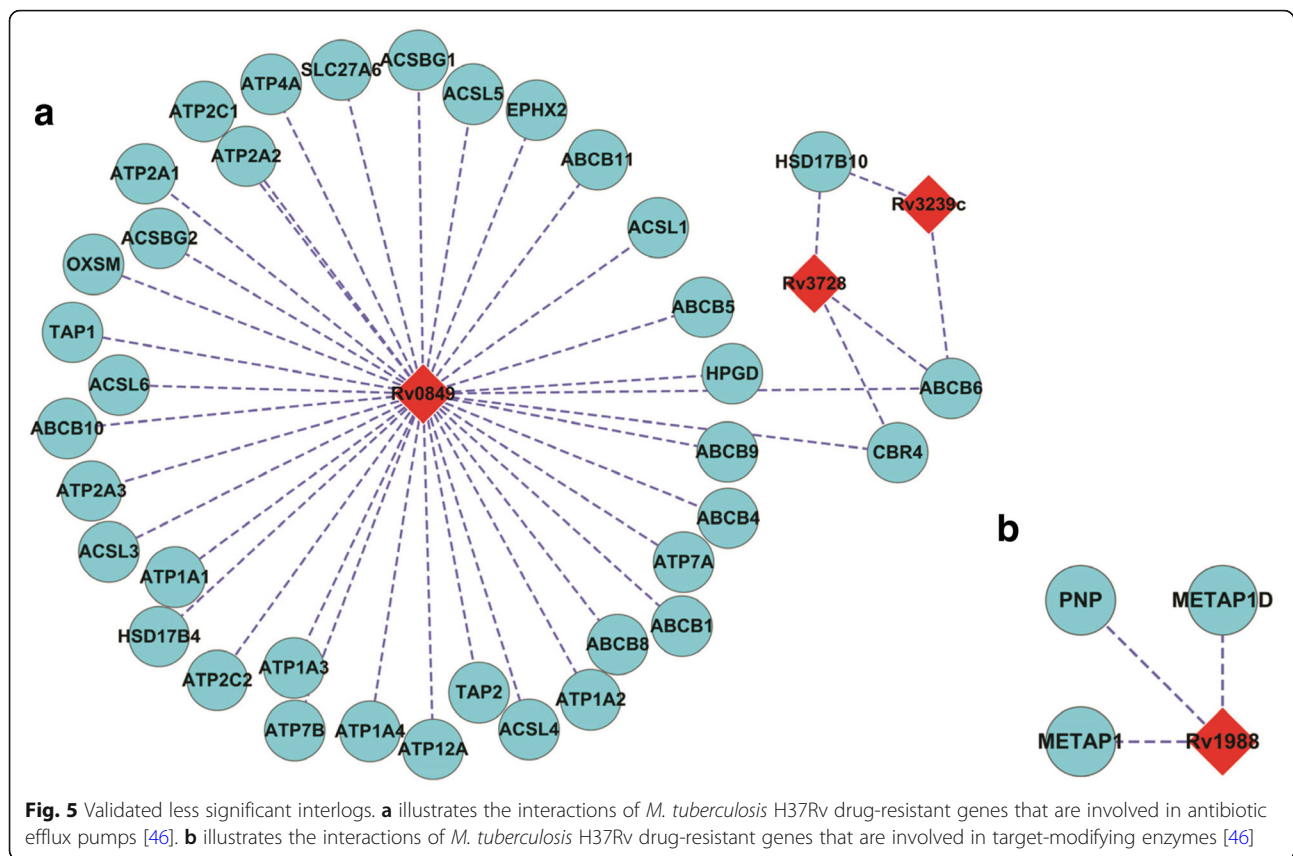 a
ACSBG1
SLC27A6
ATP4A
ACSL5
EPHX2
ATP2C1
ATP2A2
ABCB11
ATP2A1
ACSBG2
ACSL1
OXSM
ABCB5
TAP1
HPGD
ACSL6
Rv0849
ABCB10
ABCB9
ATP2A3
ABCB4
ACSL3
ATP7A
ATP1A1
HSD17B4
ABCB1
ABCB8
ATP2C2
ATP1A3
TAP2
ATP1A2
ATP7B
ATP1A4
ACSL4
ATP12A
HSD17B10
Rv3239c
Rv3728
ABCB6
CBR4
b
PNP
METAP1D
METAP1
Rv1988
Fig. 5 Validated less significant interlogs. a illustrates the interactions of M. tuberculosis H37Rv drug-resistant genes that are involved in antibiotic
efflux pumps [46]. b illustrates the interactions of M. tuberculosis H37Rv drug-resistant genes that are involved in target-modifying enzymes [46]